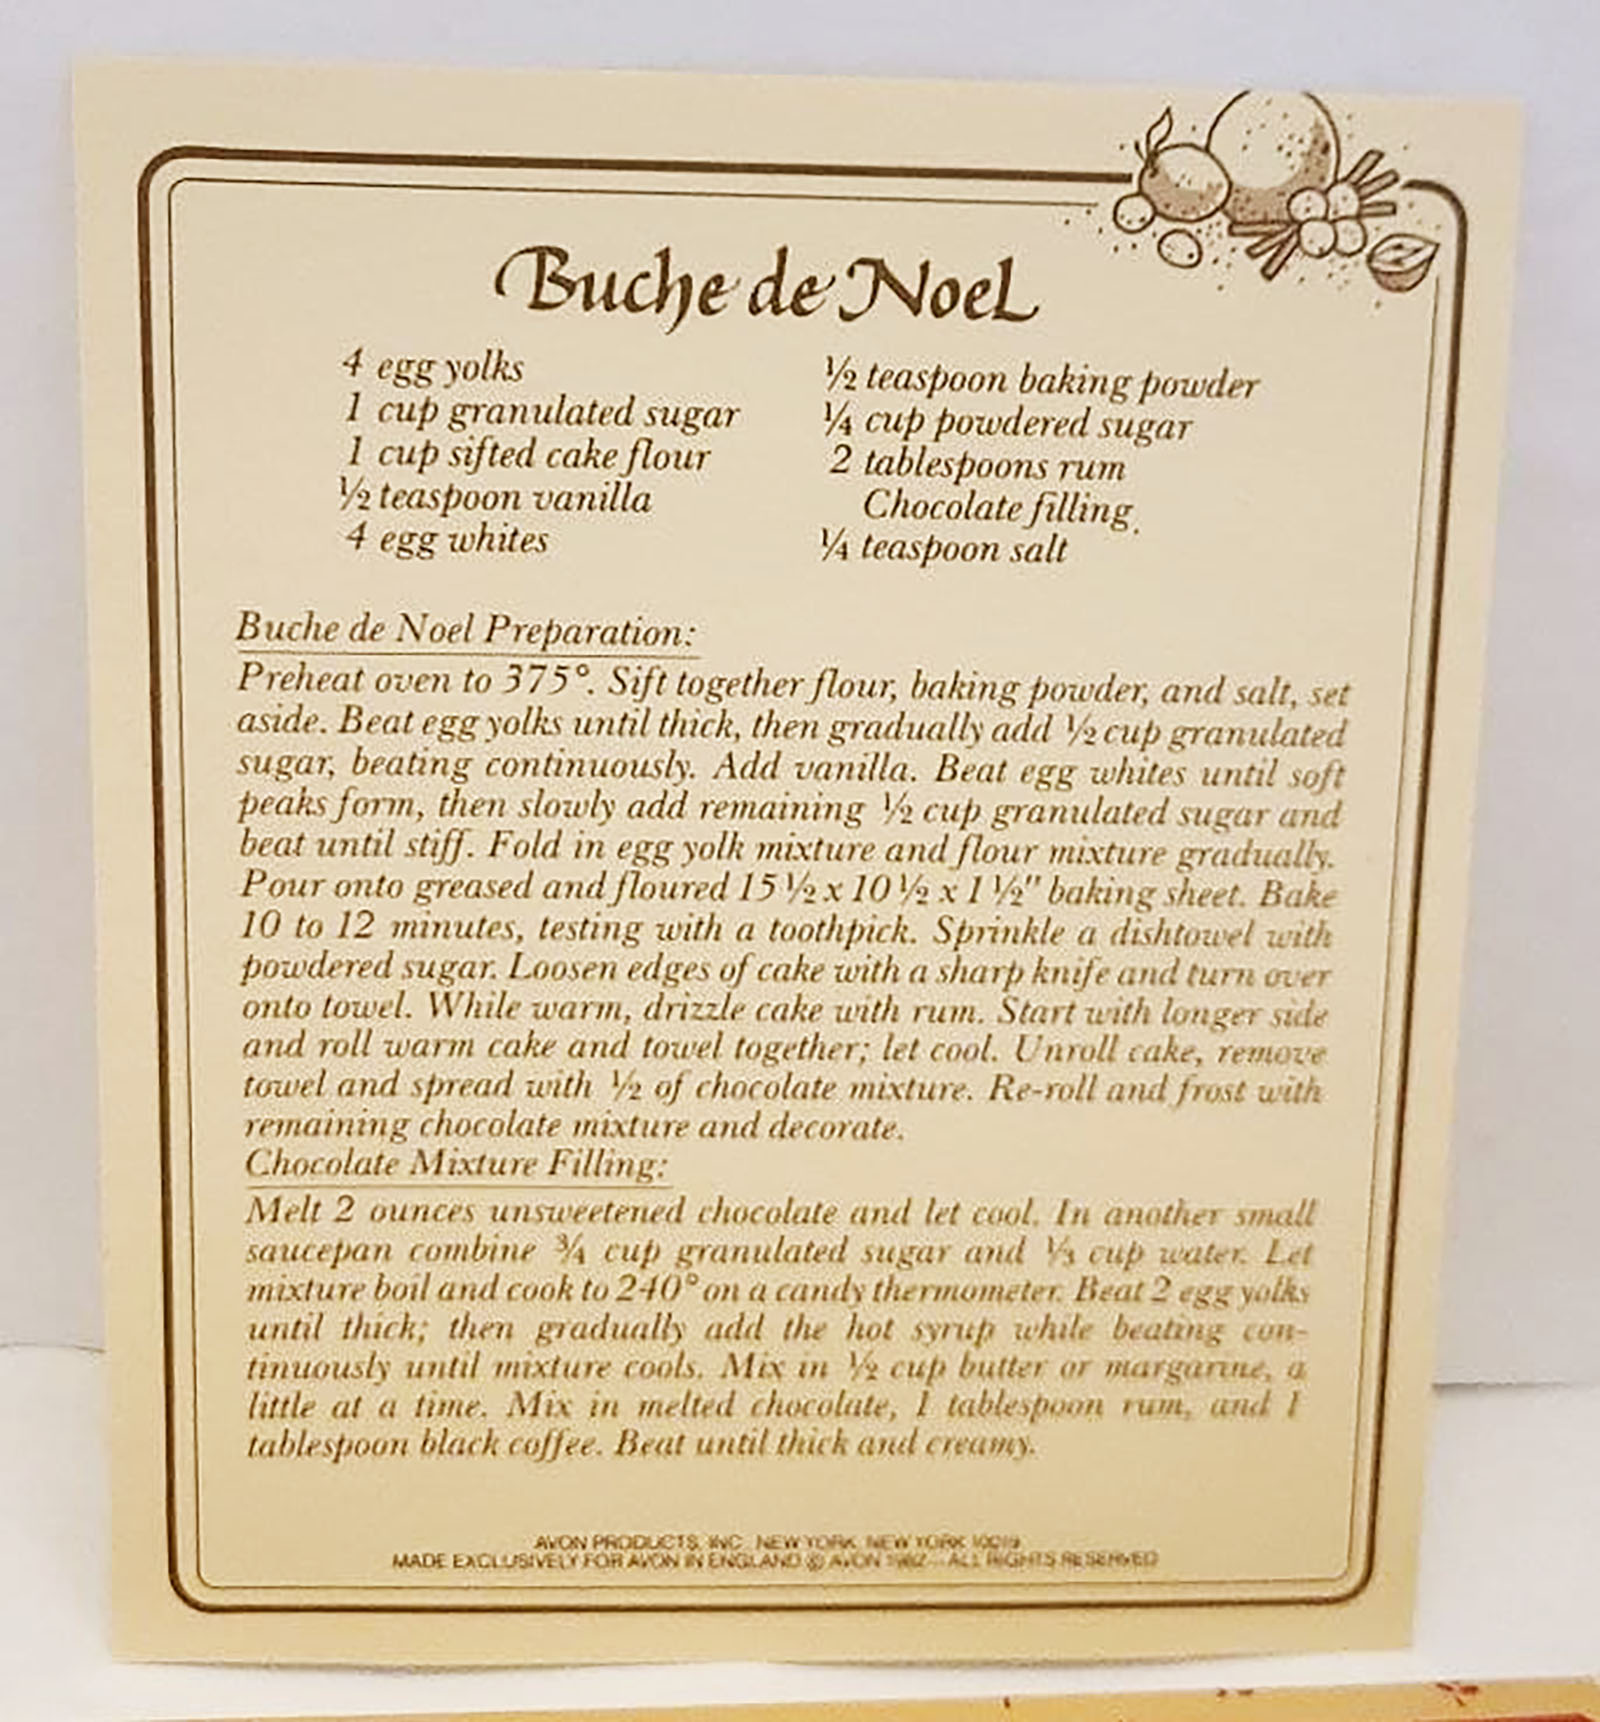 Buche de Noel
4 egg yolks
1 cup granulated sugar
1 cup sifted cake flour
½ teaspoon vanilla
4 egg whites
½ teaspoon baking powder
¼ cup powdered sugar
2 tablespoons rum
Chocolate filling
¼ teaspoon salt
Buche de Noel Preparation:
Preheat oven to 375°. Sift together flour, baking powder, and salt, set
aside. Beat egg yolks until thick, then gradually add ½ cup granulated
sugar, beating continuously. Add vanilla. Beat egg whites until soft
peaks form, then slowly add remaining ½ cup granulated sugar and
beat until stiff. Fold in egg yolk mixture and flour mixture gradually.
Pour onto greased and floured 15½ x 10½ x 1½" baking sheet. Bake
10 to 12 minutes, testing with a toothpick. Sprinkle a dishtowel with
powdered sugar. Loosen edges of cake with a sharp knife and turn over
onto towel. While warm, drizzle cake with rum. Start with longer side
and roll warm cake and towel together; let cool. Unroll cake, remove
towel and spread with ½ of chocolate mixture. Re-roll and frost with
remaining chocolate mixture and decorate.
Chocolate Mixture Filling:
Melt 2 ounces unsweetened chocolate and let cool. In another small
saucepan combine ¾ cup granulated sugar and ⅓ cup water. Let
mixture boil and cook to 240° on a candy thermometer. Beat 2 egg yolks
until thick; then gradually add the hot syrup while beating con-
tinuously until mixture cools. Mix in ½ cup butter or margarine, a
little at a time. Mix in melted chocolate, 1 tablespoon rum, and 1
tablespoon black coffee. Beat until thick and creamy.
AVON PRODUCTS, INC. NEW YORK, NEW YORK 10019
MADE EXCLUSIVELY FOR AVON IN ENGLAND © AVON 1982 - ALL RIGHTS RESERVED